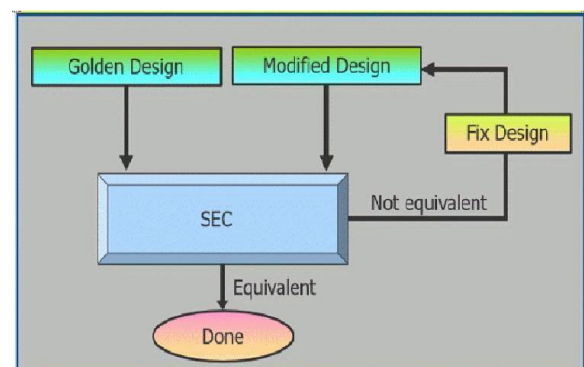 Golden Design
Modified Design
Fix Design
Not equivalent
SEC
Equivalent
Done